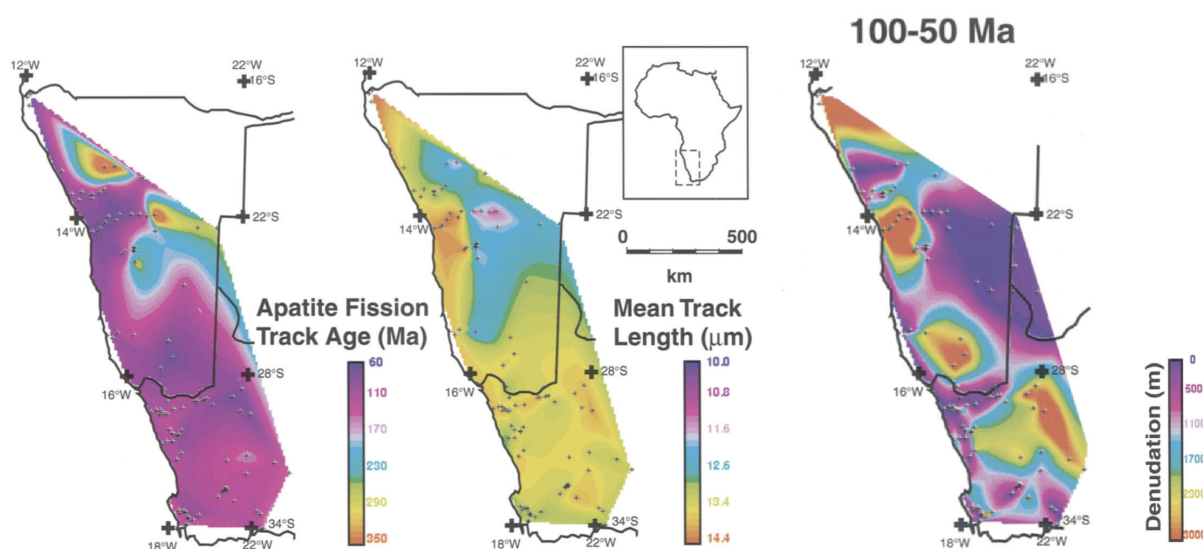 100-50 Ma
12°W
22°W
16°S
12°W
22°W
16°S
12°W
22°W
16°S
14°W
22°S
14°W
22°S
14°W
22°S
0 500
km
Apatite Fission
Track Age (Ma)
60
110
170
230
290
350
Mean Track
Length (μm)
10.0
10.8
11.6
12.6
13.4
14.4
Denudation (m)
0
500
1100
1700
2300
3000
16°W
28°S
16°W
28°S
16°W
28°S
18°W
22°W
34°S
18°W
22°W
34°S
18°W
22°W
34°S